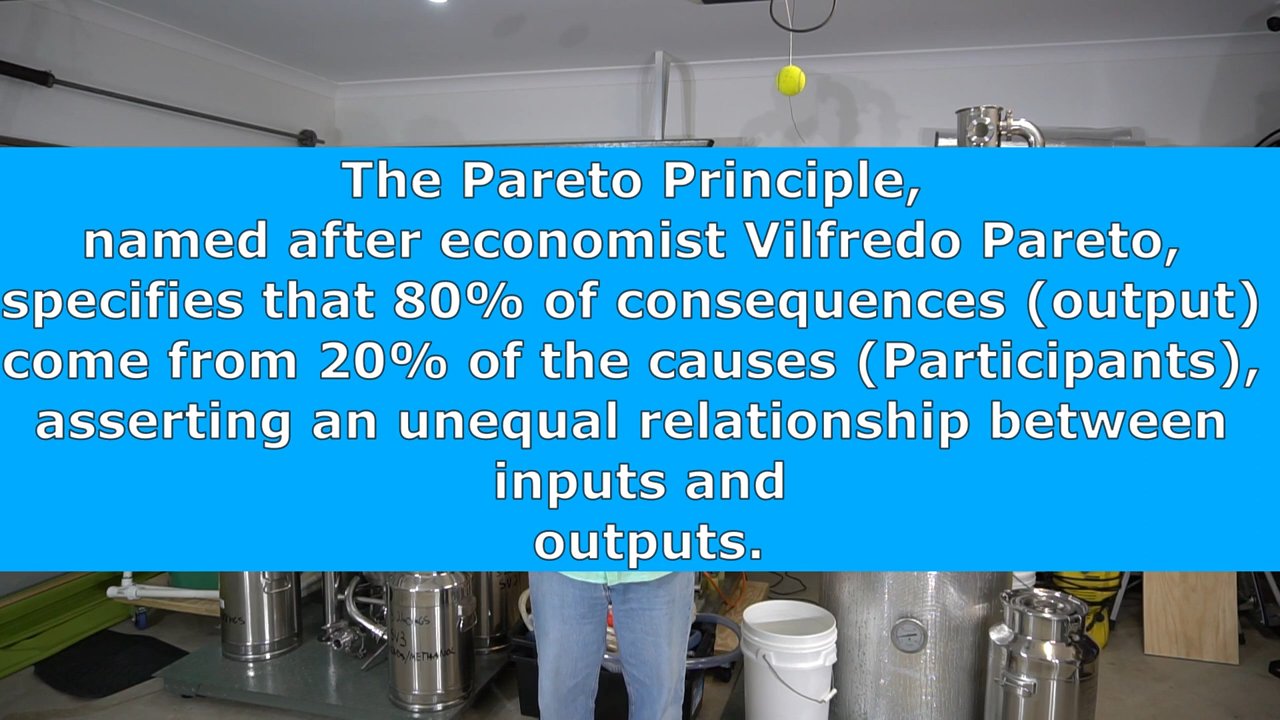 The Pareto Principle,
named after economist Vilfredo Pareto,
specifies that 80% of consequences (output)
come from 20% of the causes (Participants),
asserting an unequal relationship between
inputs and
outputs.